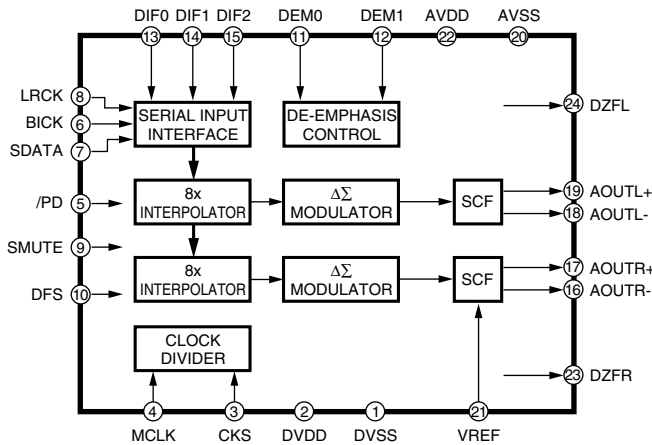 DIF0 DIF1 DIF2 DEM0 DEM1 AVDD AVSS
13 14 15 11 12 22 20
LRCK 8
BICK 6
SDATA 7
SERIAL INPUT
INTERFACE
DE-EMPHASIS
CONTROL
24 DZFL
/PD 5
8x
INTERPOLATOR
ΔΣ
MODULATOR
SCF
19 AOUTL+
18 AOUTL-
SMUTE 9
8x
INTERPOLATOR
ΔΣ
MODULATOR
SCF
17 AOUTR+
16 AOUTR-
DFS 10
CLOCK
DIVIDER
23 DZFR
4 3 2 1 21
MCLK CKS DVDD DVSS VREF